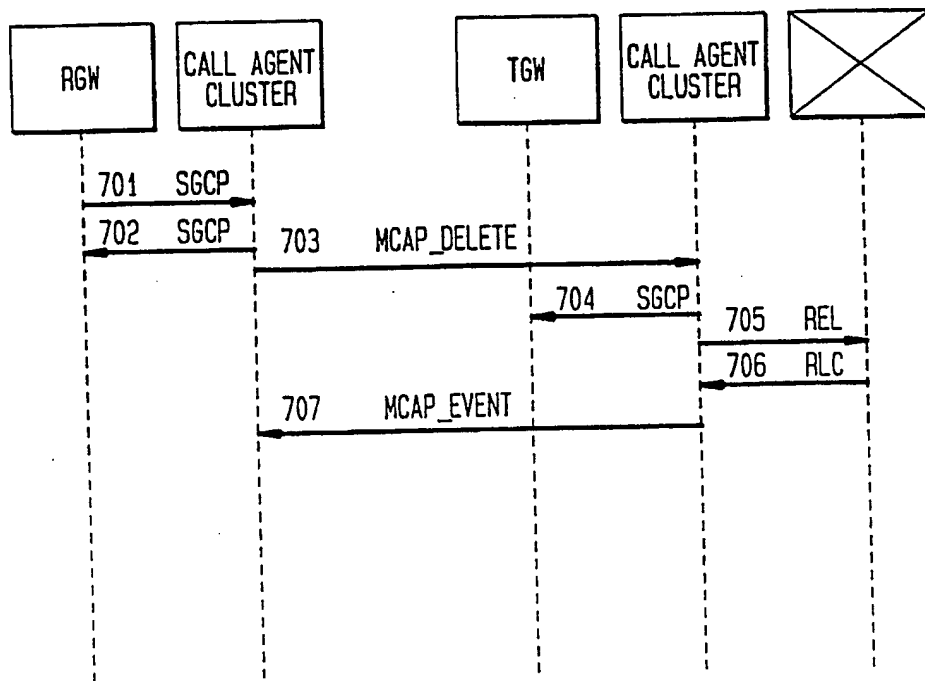 RGW
CALL AGENT
CLUSTER
TGW
CALL AGENT
CLUSTER
701 SGCP
702 SGCP
703 MCAP_DELETE
704 SGCP
705 REL
706 RLC
707 MCAP_EVENT